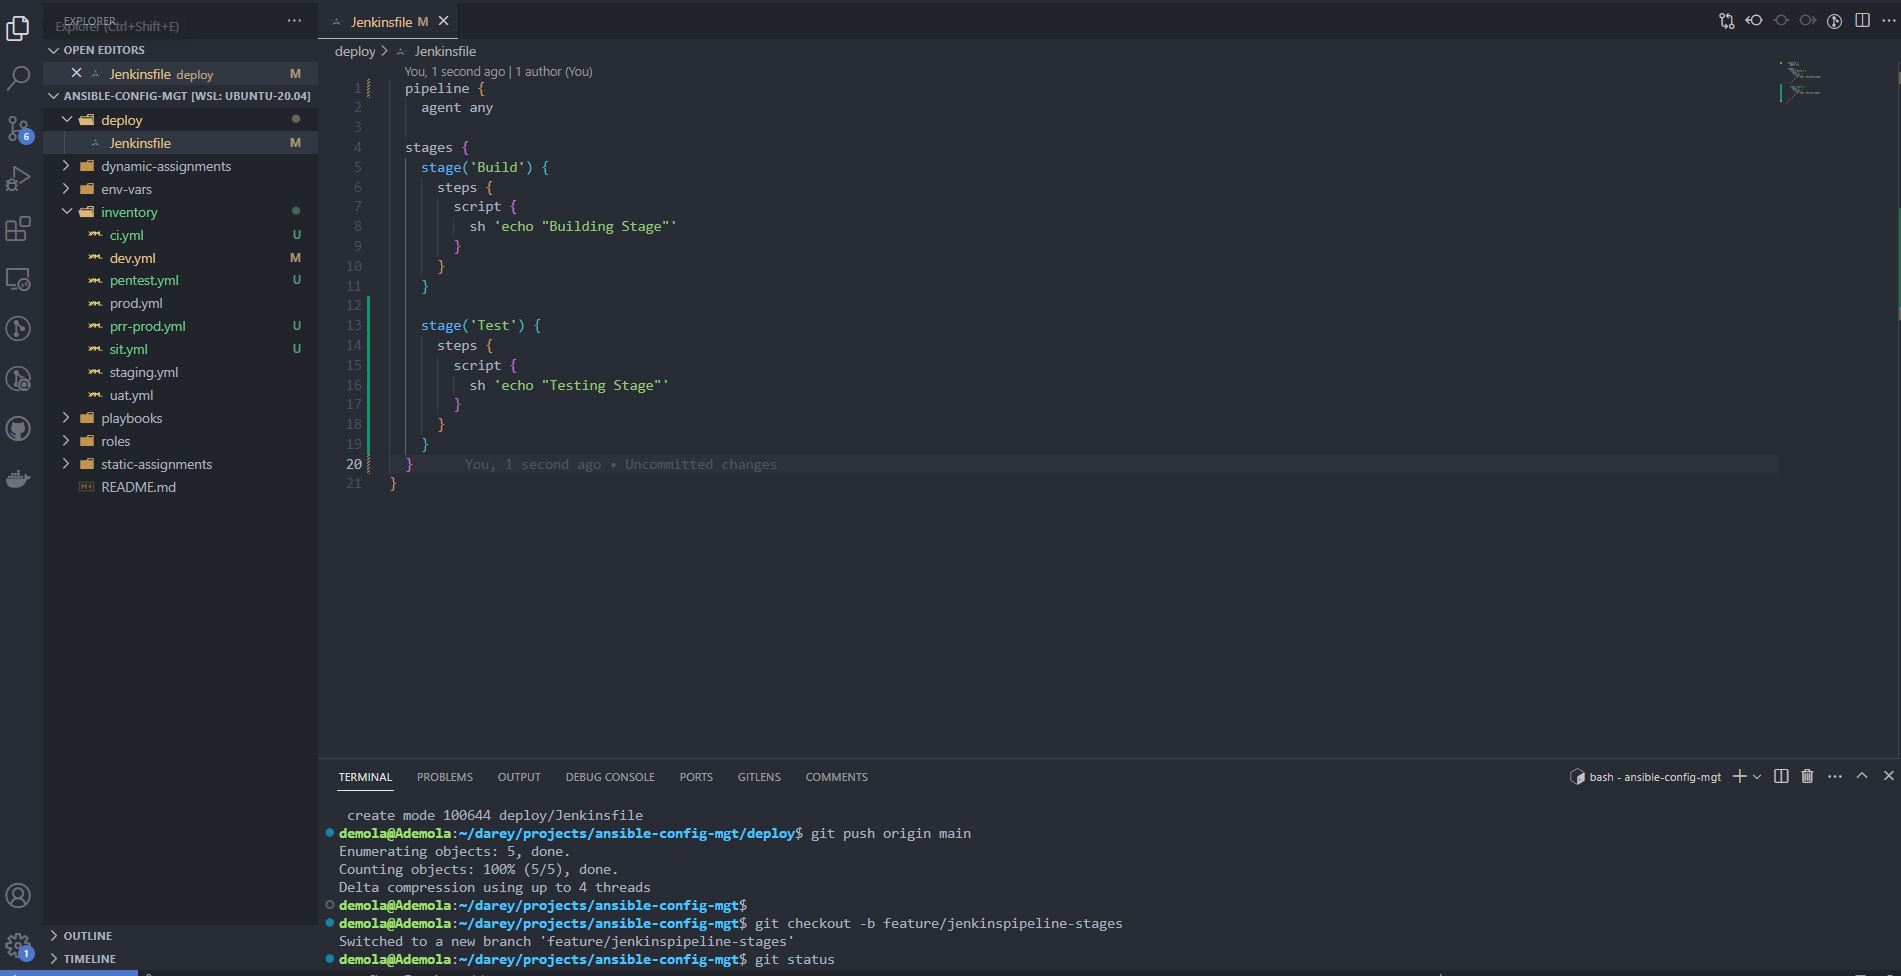 EXPLORER
Explorer (Ctrl+Shift+E)
OPEN EDITORS
Jenkinsfile deploy M
ANSIBLE-CONFIG-MGT [WSL: UBUNTU-20.04]
deploy
Jenkinsfile M
dynamic-assignments
env-vars
inventory
ci.yml U
dev.yml M
pentest.yml U
prod.yml
prr-prod.yml U
sit.yml U
staging.yml
uat.yml
playbooks
roles
static-assignments
README.md
OUTLINE
TIMELINE
6
1
Jenkinsfile M
deploy > Jenkinsfile
You, 1 second ago | 1 author (You)
1 pipeline {
2 agent any
3
4 stages {
5 stage('Build') {
6 steps {
7 script {
8 sh 'echo "Building Stage"'
9 }
10 }
11 }
12
13 stage('Test') {
14 steps {
15 script {
16 sh 'echo "Testing Stage"'
17 }
18 }
19 }
20 } You, 1 second ago • Uncommitted changes
21 }
TERMINAL PROBLEMS OUTPUT DEBUG CONSOLE PORTS GITLENS COMMENTS
bash - ansible-config-mgt
create mode 100644 deploy/Jenkinsfile
demola@Ademola:~/darey/projects/ansible-config-mgt/deploy$ git push origin main
Enumerating objects: 5, done.
Counting objects: 100% (5/5), done.
Delta compression using up to 4 threads
demola@Ademola:~/darey/projects/ansible-config-mgt$
demola@Ademola:~/darey/projects/ansible-config-mgt$ git checkout -b feature/jenkinspipeline-stages
Switched to a new branch 'feature/jenkinspipeline-stages'
demola@Ademola:~/darey/projects/ansible-config-mgt$ git status